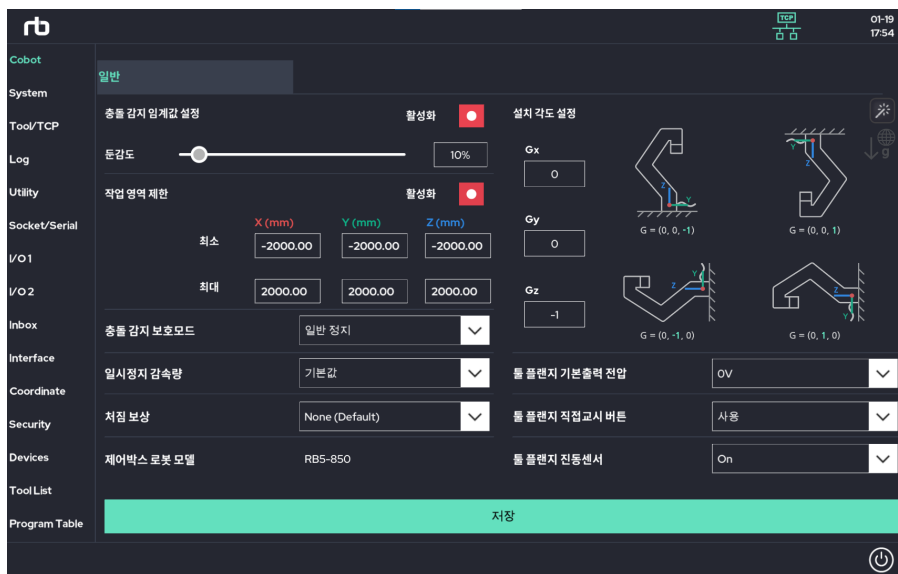 rb
TCP
01-19
17:54
Cobot
System
Tool/TCP
Log
Utility
Socket/Serial
I/O 1
I/O 2
Inbox
Interface
Coordinate
Security
Devices
Tool List
Program Table
일반
충돌 감지 임계값 설정
활성화
둔감도
10%
작업 영역 제한
활성화
X (mm)
Y (mm)
Z (mm)
최소
-2000.00
-2000.00
-2000.00
최대
2000.00
2000.00
2000.00
충돌 감지 보호모드
일반 정지
일시정지 감속량
기본값
처짐 보상
None (Default)
제어박스 로봇 모델
RB5-850
설치 각도 설정
Gx
0
Gy
0
Gz
-1
Z
Y
G = (0, 0, -1)
Y
Z
G = (0, 0, 1)
Y
Z
G = (0, -1, 0)
Z
Y
G = (0, 1, 0)
g
툴 플랜지 기본출력 전압
0V
툴 플랜지 직접교시 버튼
사용
툴 플랜지 진동센서
On
저장